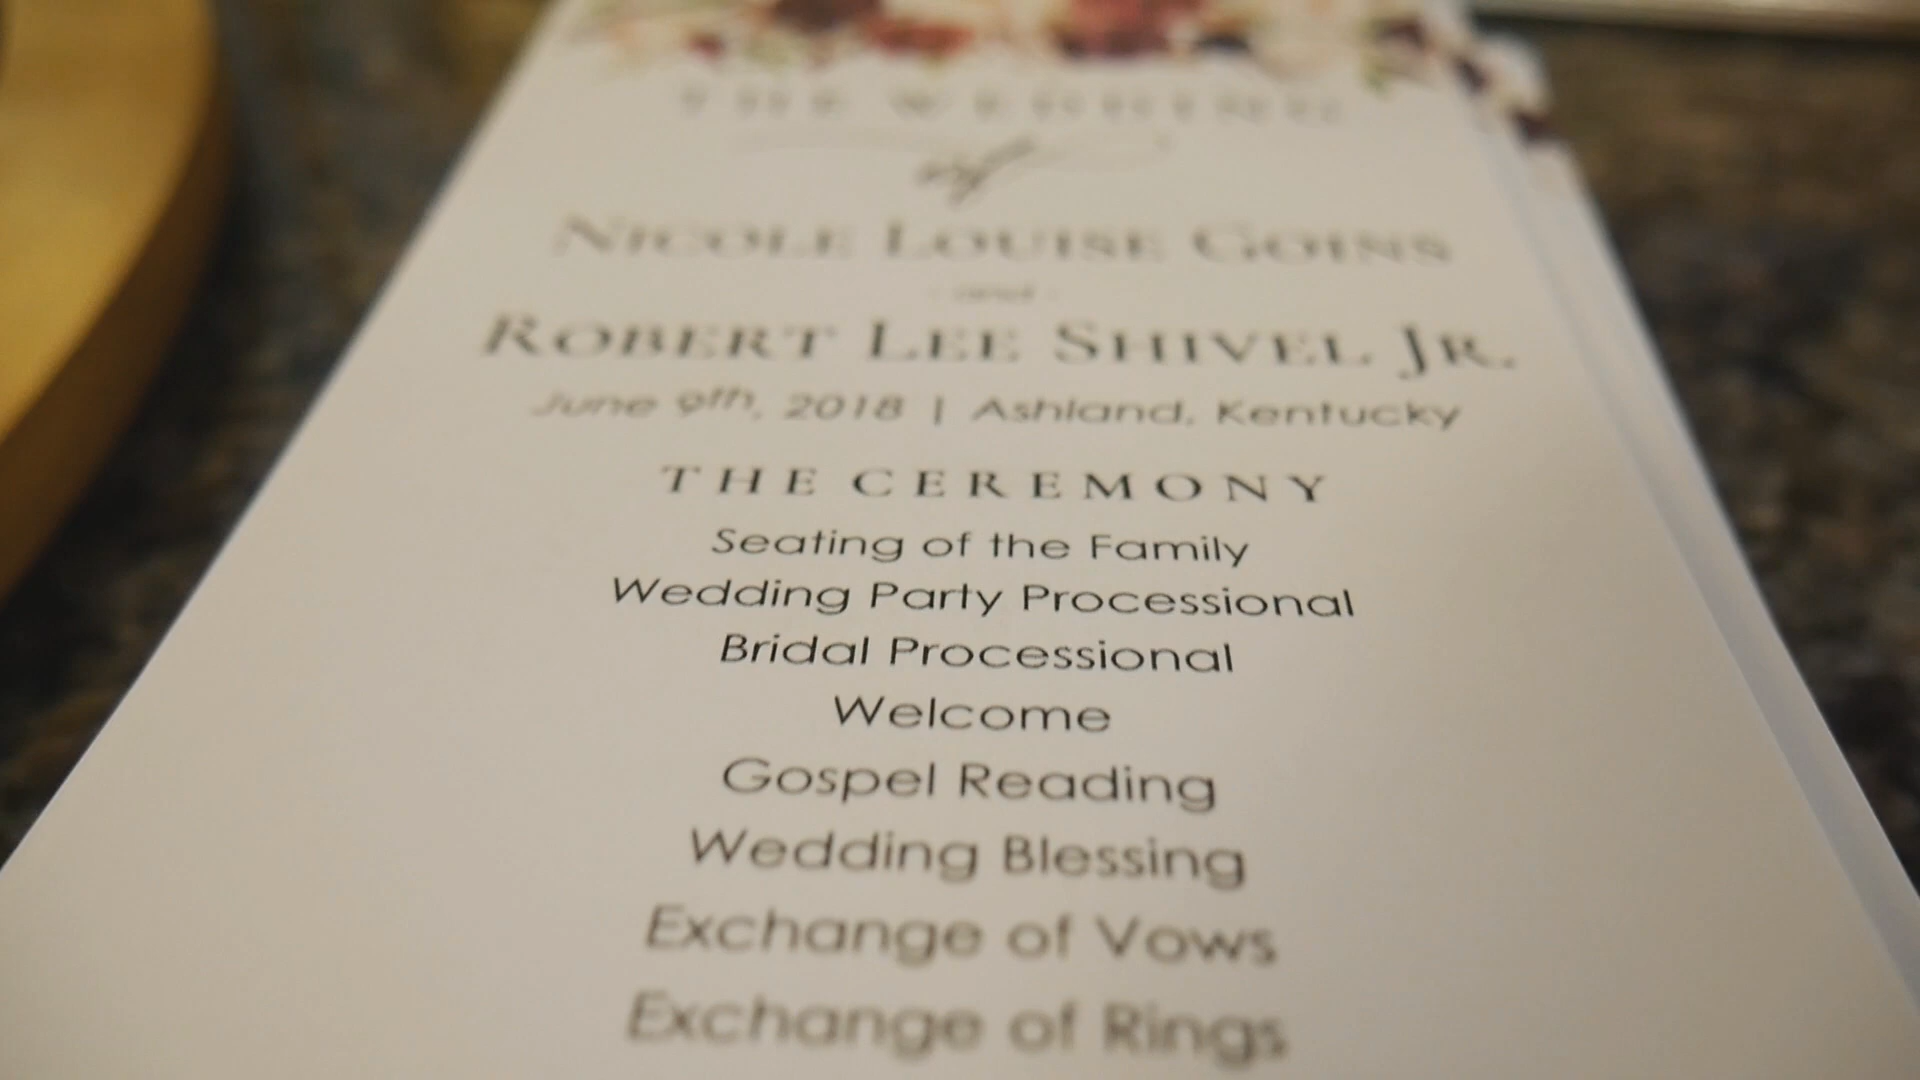 THE WEDDING
of
NICOLE LOUISE GOINS
- and -
ROBERT LEE SHIVEL JR.
June 9th, 2018 | Ashland, Kentucky
THE CEREMONY
Seating of the Family
Wedding Party Processional
Bridal Processional
Welcome
Gospel Reading
Wedding Blessing
Exchange of Vows
Exchange of Rings